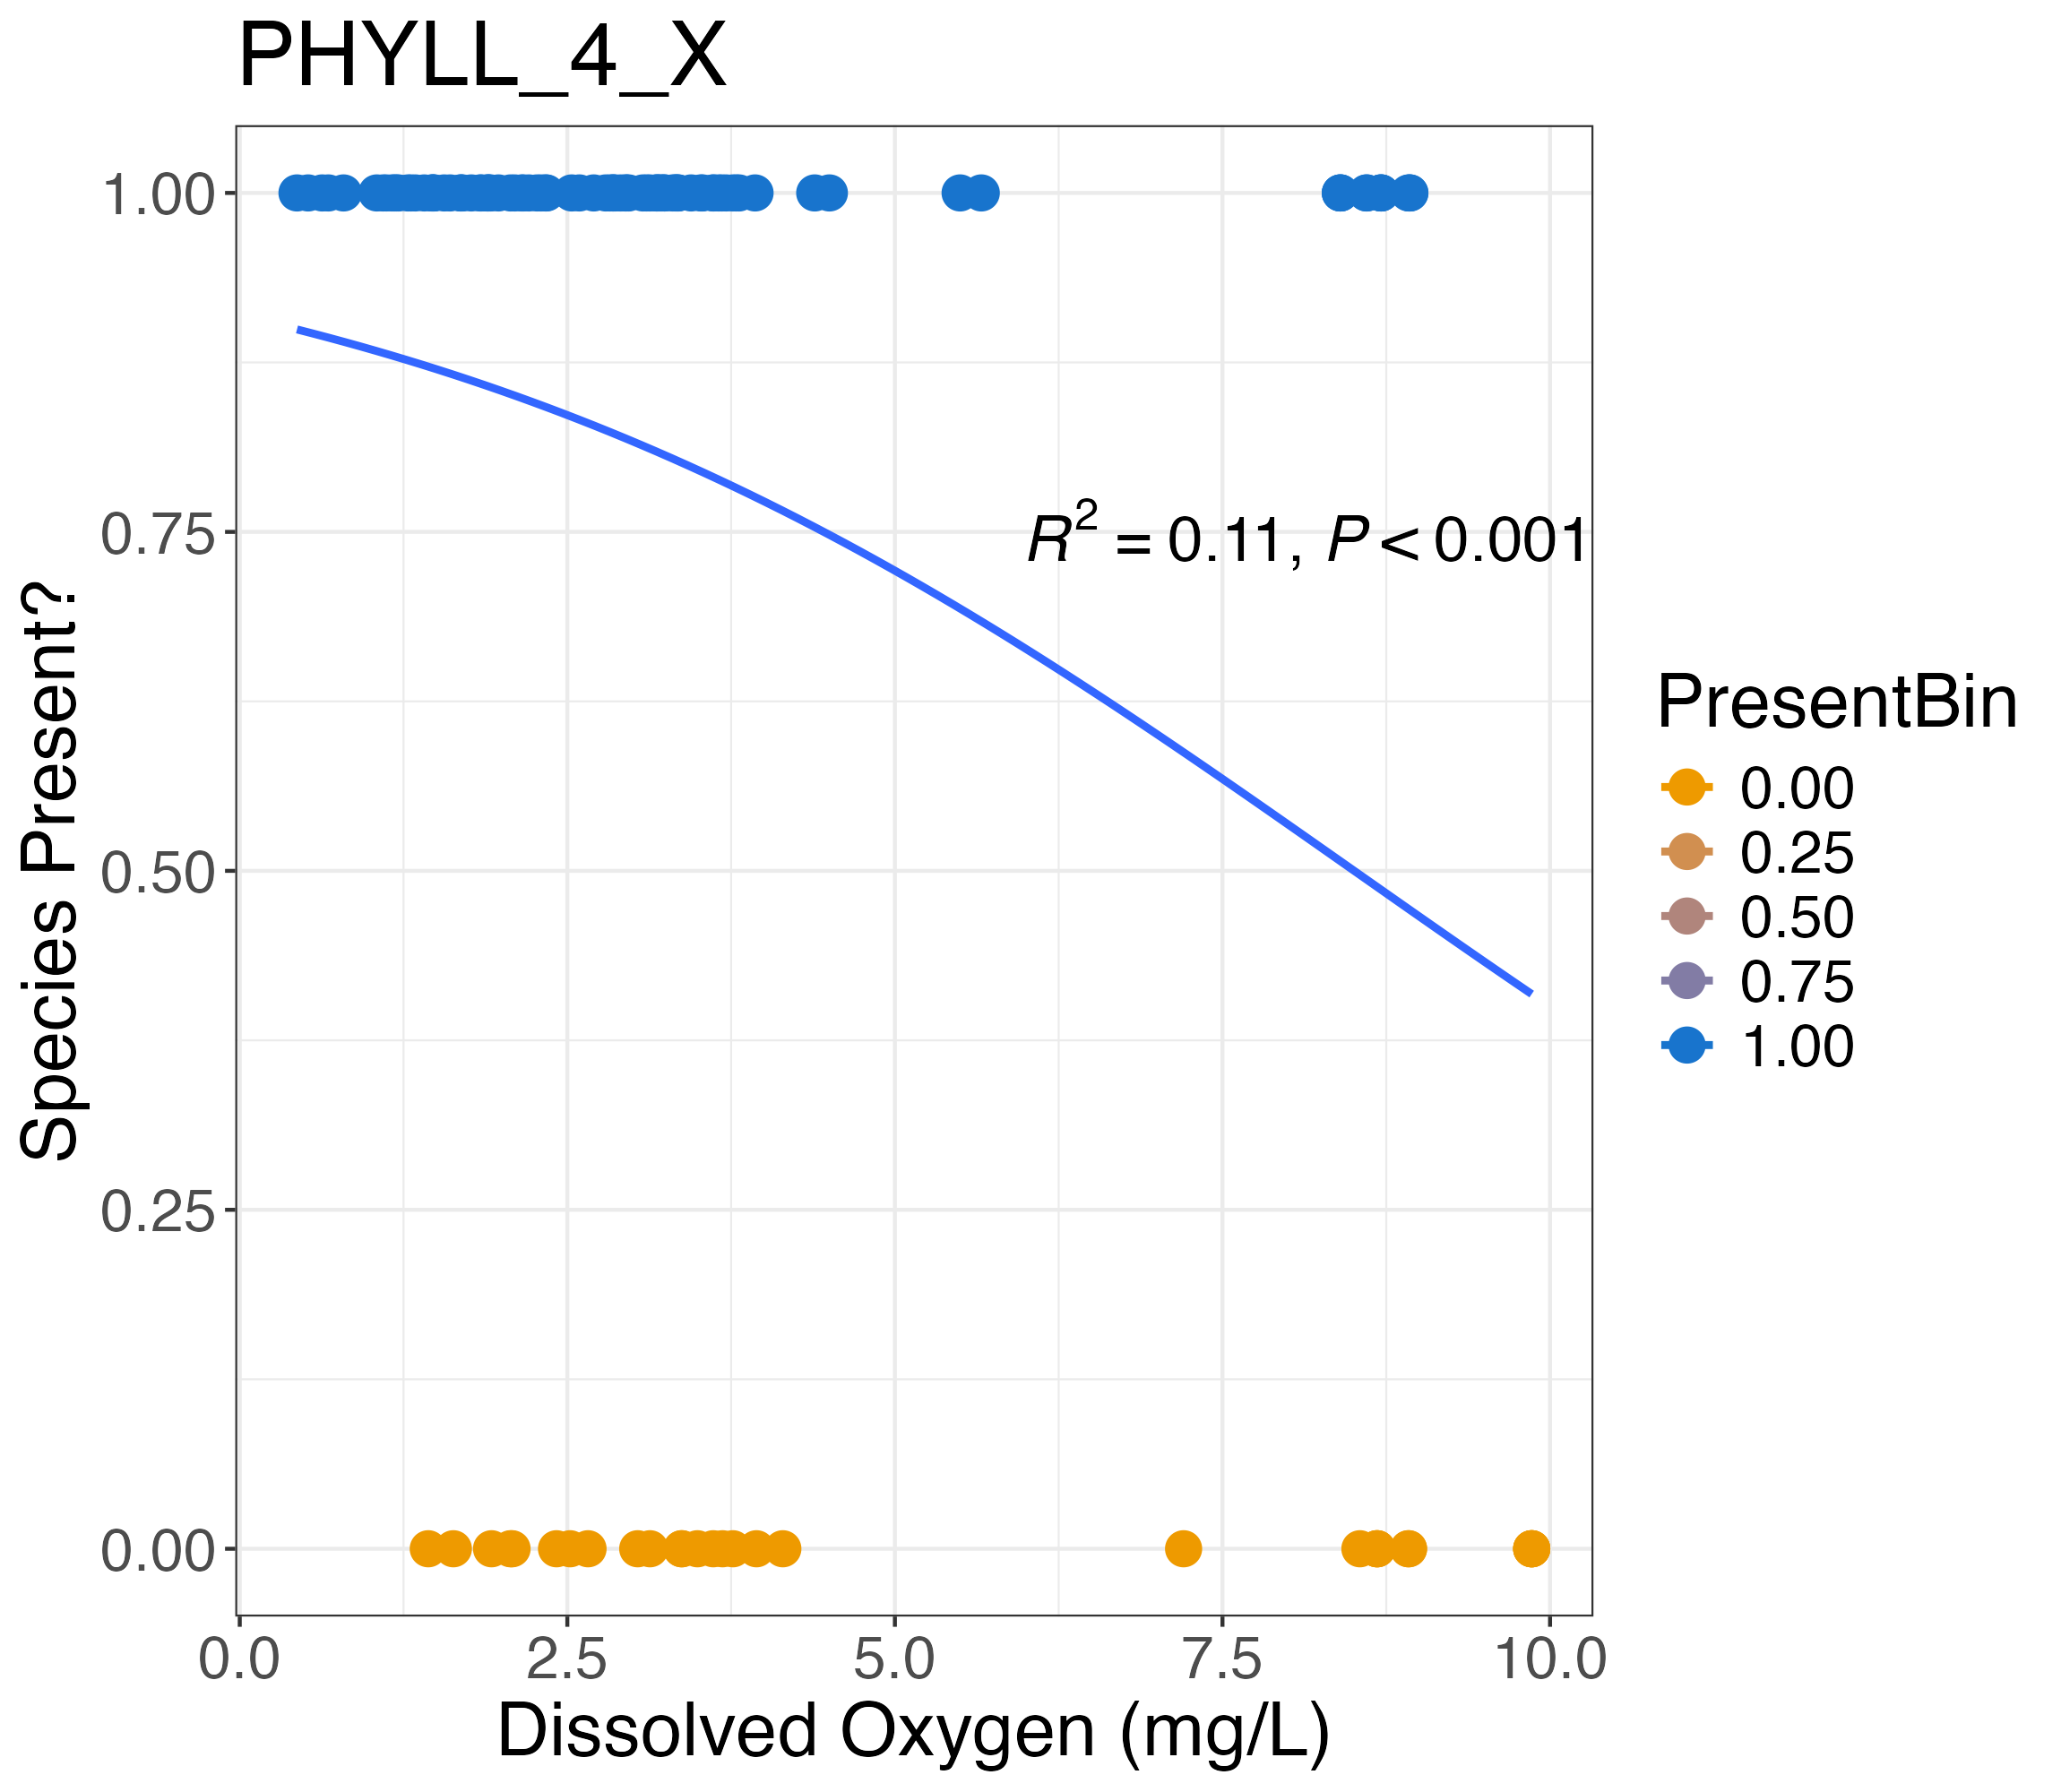 PHYLL_4_X
Species Present?
1.00
0.75
0.50
0.25
0.00
R² = 0.11, P < 0.001
0.0 2.5 5.0 7.5 10.0
Dissolved Oxygen (mg/L)
PresentBin
0.00
0.25
0.50
0.75
1.00